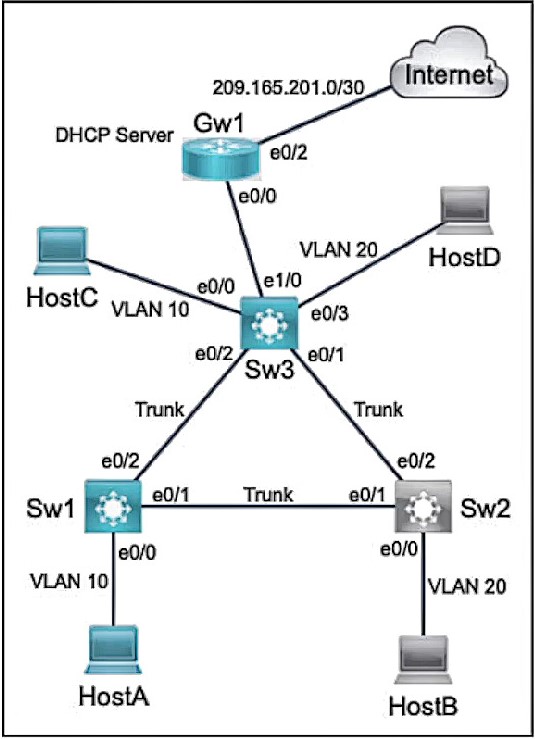 Internet
209.165.201.0/30
DHCP Server
Gw1
e0/2
e0/0
HostC
VLAN 10
e0/0
e1/0
VLAN 20
HostD
e0/3
e0/2
Sw3
e0/1
Trunk
Trunk
e0/2
e0/2
Sw1
e0/1
Trunk
e0/1
Sw2
e0/0
e0/0
VLAN 10
VLAN 20
HostA
HostB